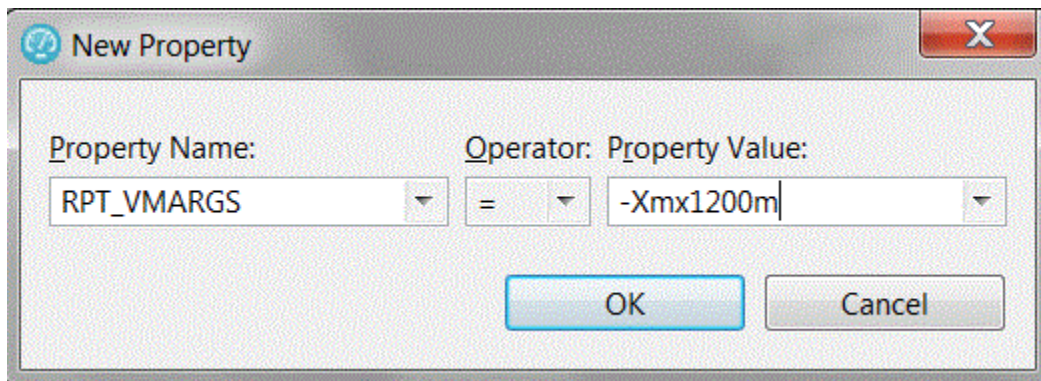 New Property
Property Name: Operator: Property Value:
RPT_VMARGS = -Xmx1200m
OK Cancel